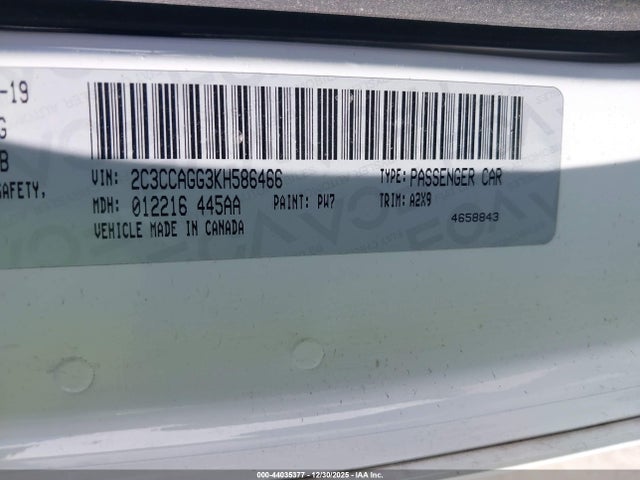 -19
G
B
SAFETY,
VIN: 2C3CCAGG3KH586466 TYPE: PASSENGER CAR
MDH: 012216 445AA PAINT: PW7 TRIM: A2X9
VEHICLE MADE IN CANADA 4658843
000-44035377 - 12/30/2025 - IAA Inc.